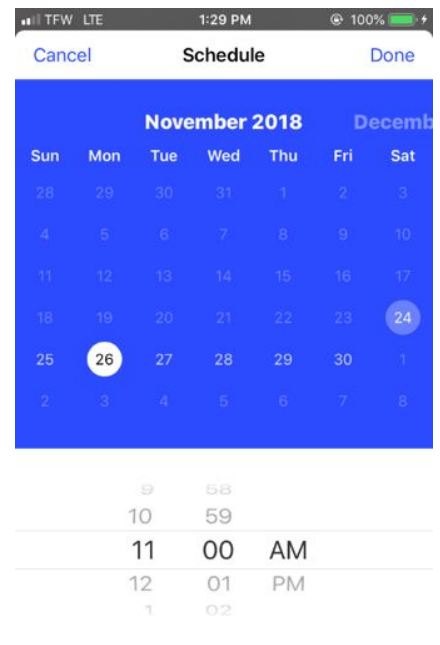 TFW LTE 1:29 PM 100%
Cancel Schedule Done
November 2018 Decemb
Sun Mon Tue Wed Thu Fri Sat
28 29 30 31 1 2 3
4 5 6 7 8 9 10
11 12 13 14 15 16 17
18 19 20 21 22 23 24
25 26 27 28 29 30 1
2 3 4 5 6 7 8
9 58
10 59
11 00 AM
12 01 PM
1 02